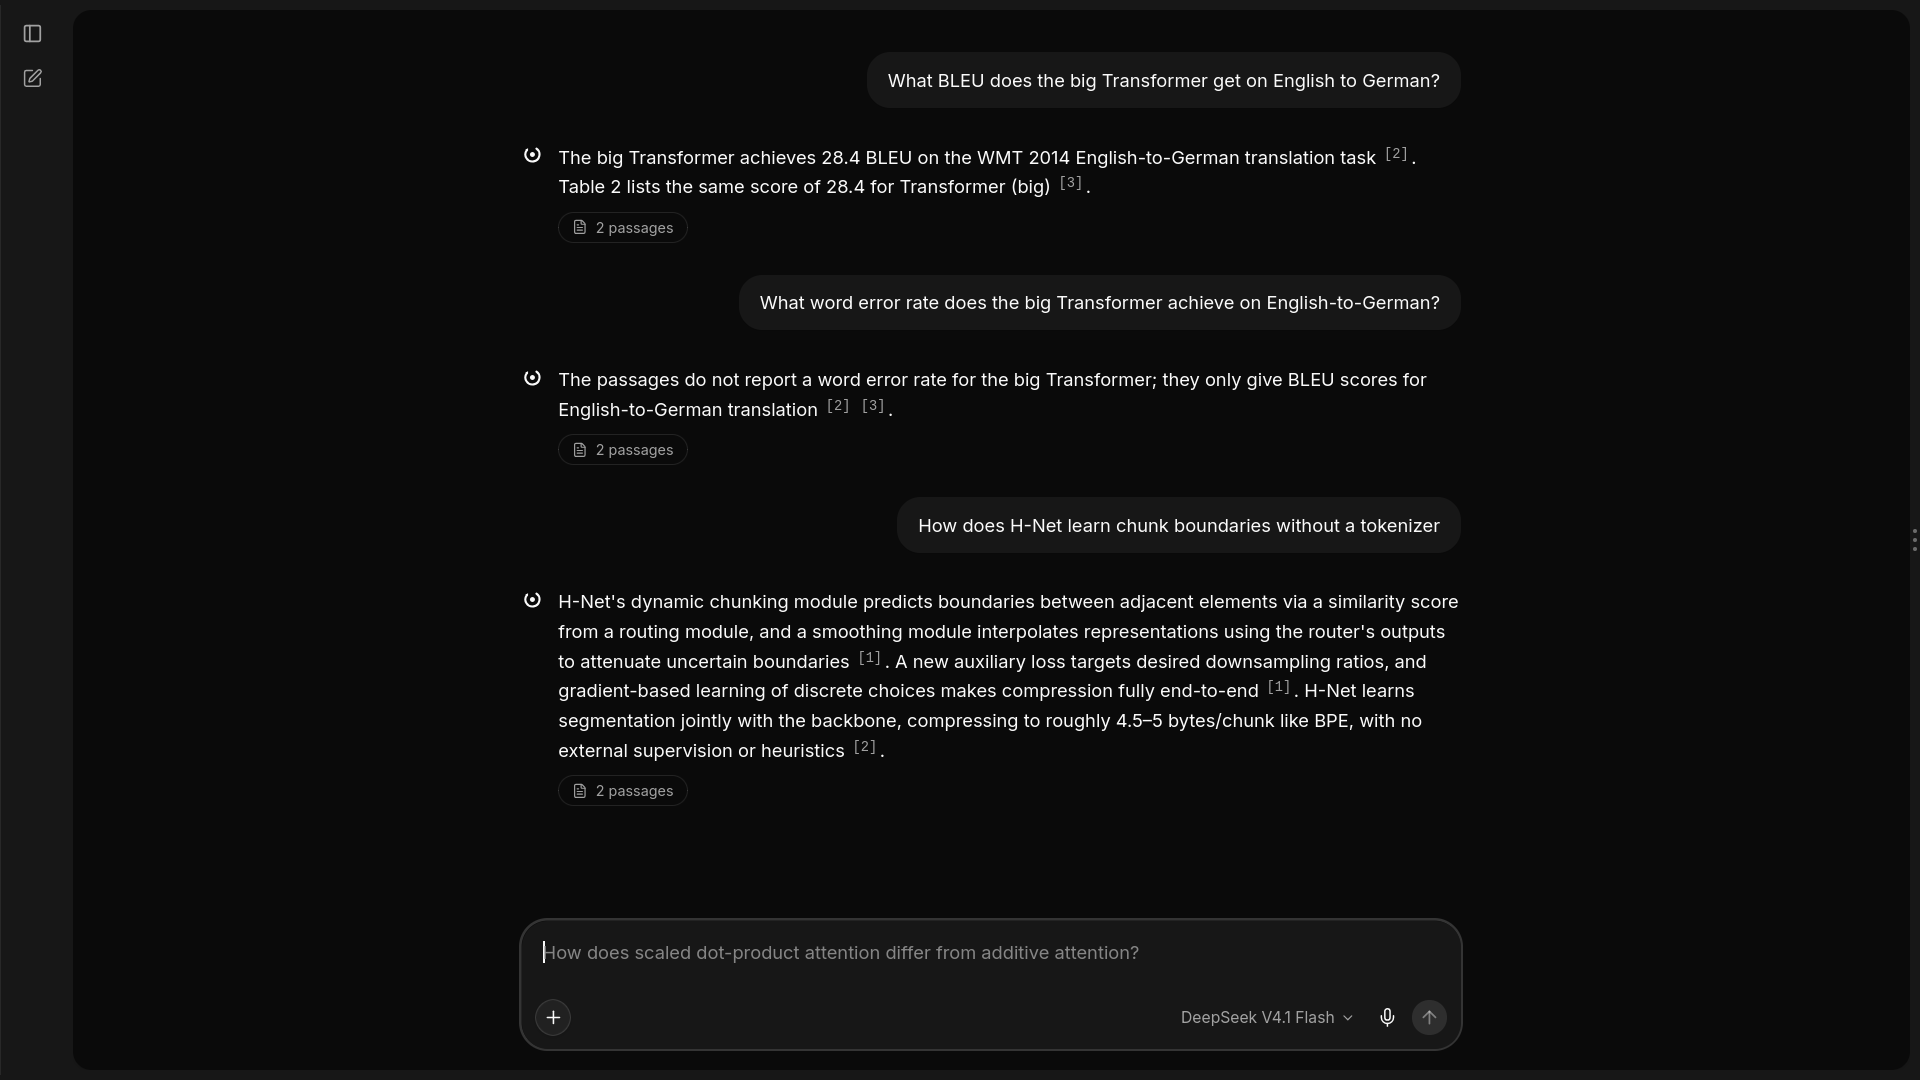 What BLEU does the big Transformer get on English to German?
The big Transformer achieves 28.4 BLEU on the WMT 2014 English-to-German translation task [2].
Table 2 lists the same score of 28.4 for Transformer (big) [3].
2 passages
What word error rate does the big Transformer achieve on English-to-German?
The passages do not report a word error rate for the big Transformer; they only give BLEU scores for
English-to-German translation [2] [3].
2 passages
How does H-Net learn chunk boundaries without a tokenizer
H-Net's dynamic chunking module predicts boundaries between adjacent elements via a similarity score
from a routing module, and a smoothing module interpolates representations using the router's outputs
to attenuate uncertain boundaries [1]. A new auxiliary loss targets desired downsampling ratios, and
gradient-based learning of discrete choices makes compression fully end-to-end [1]. H-Net learns
segmentation jointly with the backbone, compressing to roughly 4.5–5 bytes/chunk like BPE, with no
external supervision or heuristics [2].
2 passages
How does scaled dot-product attention differ from additive attention?
DeepSeek V4.1 Flash